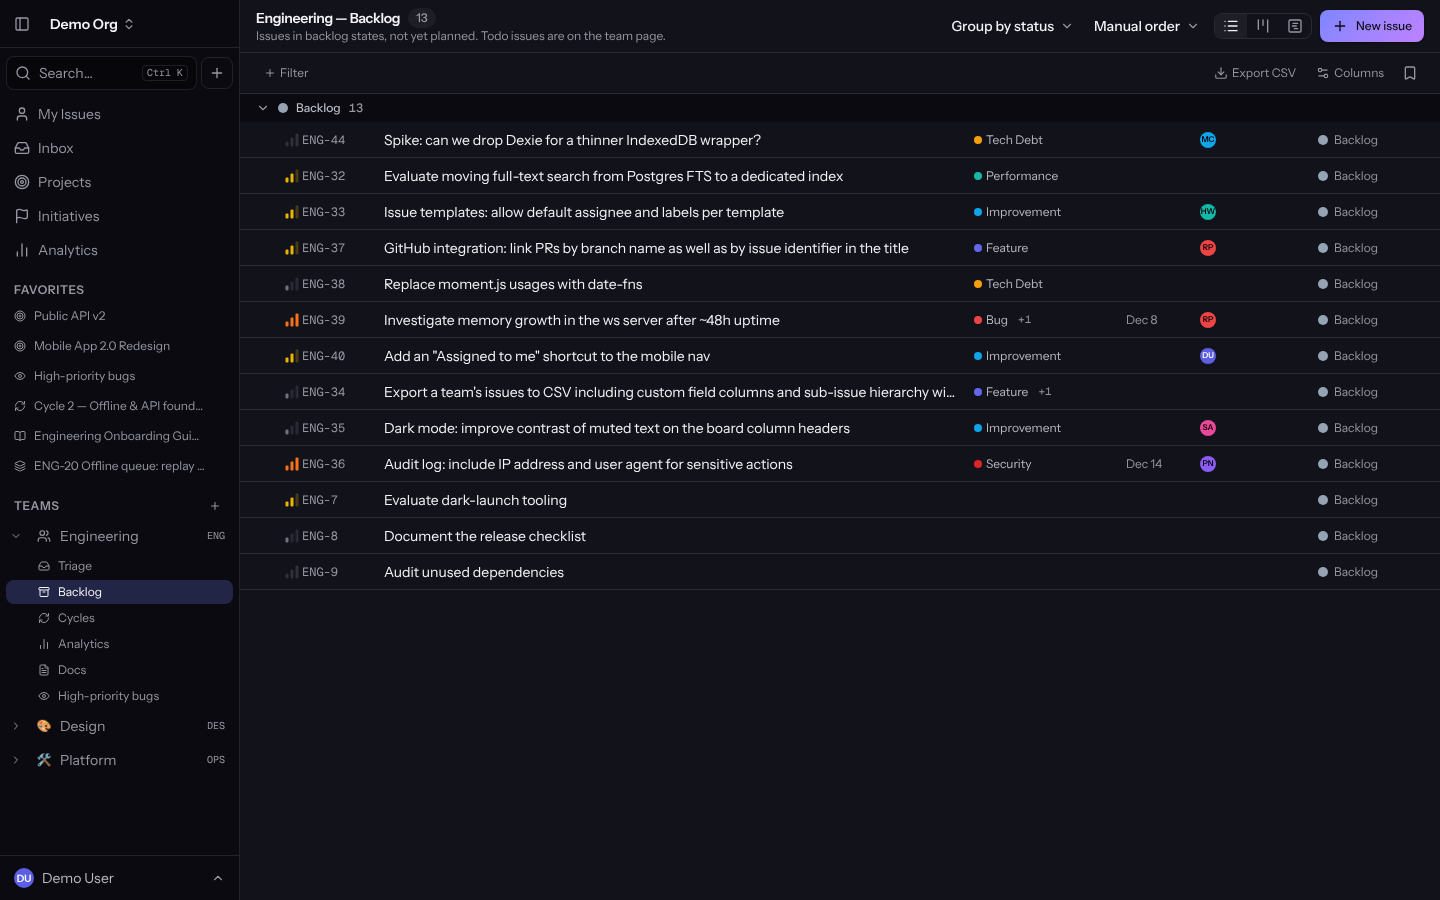 Demo Org
Search...
Ctrl K
My Issues
Inbox
Projects
Initiatives
Analytics
FAVORITES
Public API v2
Mobile App 2.0 Redesign
High-priority bugs
Cycle 2 — Offline & API found...
Engineering Onboarding Gui...
ENG-20 Offline queue: replay ...
TEAMS
Engineering ENG
Triage
Backlog
Cycles
Analytics
Docs
High-priority bugs
Design DES
Platform OPS
DU Demo User
Engineering — Backlog 13
Issues in backlog states, not yet planned. Todo issues are on the team page.
Group by status
Manual order
New issue
Filter
Export CSV
Columns
Backlog 13
ENG-44 Spike: can we drop Dexie for a thinner IndexedDB wrapper? Tech Debt MC Backlog
ENG-32 Evaluate moving full-text search from Postgres FTS to a dedicated index Performance Backlog
ENG-33 Issue templates: allow default assignee and labels per template Improvement HW Backlog
ENG-37 GitHub integration: link PRs by branch name as well as by issue identifier in the title Feature RP Backlog
ENG-38 Replace moment.js usages with date-fns Tech Debt Backlog
ENG-39 Investigate memory growth in the ws server after ~48h uptime Bug +1 Dec 8 RP Backlog
ENG-40 Add an "Assigned to me" shortcut to the mobile nav Improvement DU Backlog
ENG-34 Export a team's issues to CSV including custom field columns and sub-issue hierarchy wi... Feature +1 Backlog
ENG-35 Dark mode: improve contrast of muted text on the board column headers Improvement SA Backlog
ENG-36 Audit log: include IP address and user agent for sensitive actions Security Dec 14 PN Backlog
ENG-7 Evaluate dark-launch tooling Backlog
ENG-8 Document the release checklist Backlog
ENG-9 Audit unused dependencies Backlog